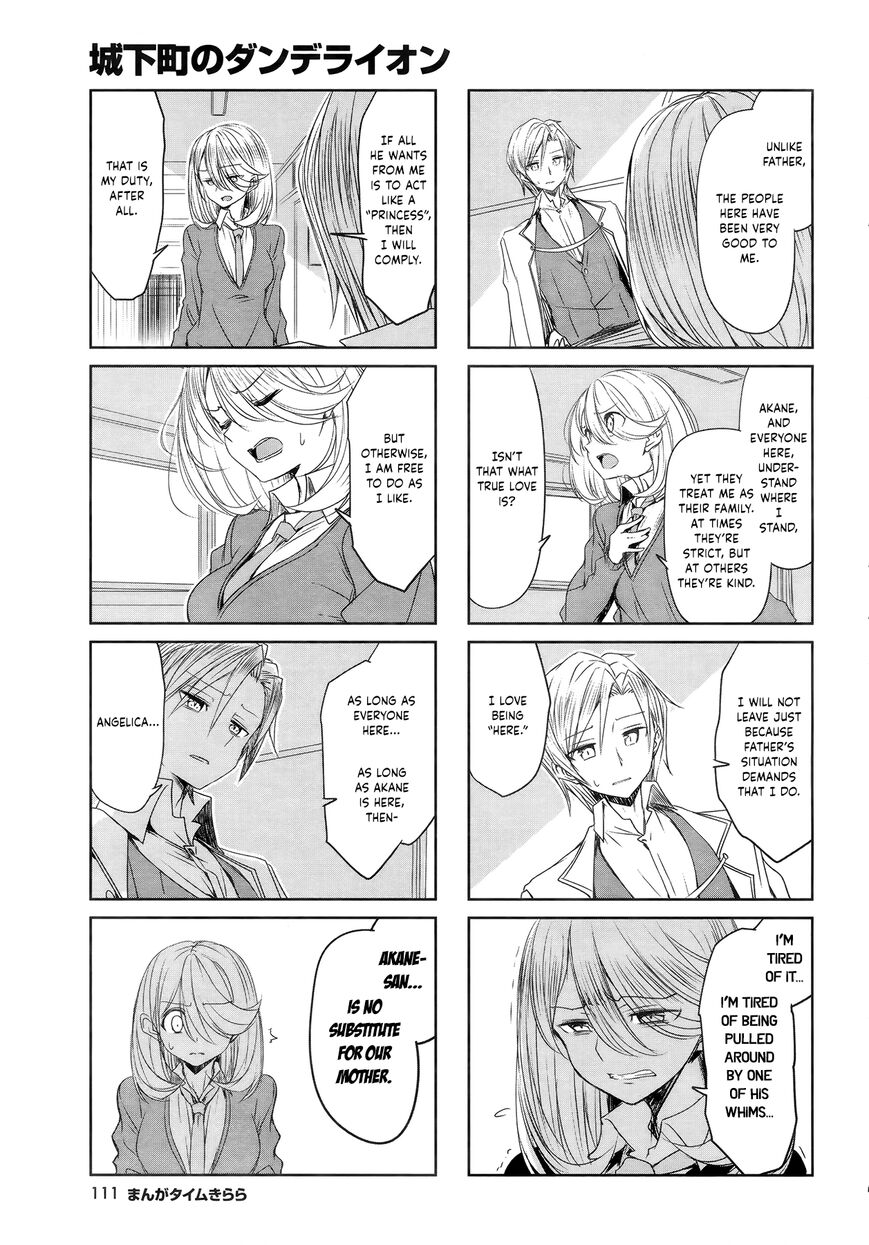 城下町のダンデライオン
UNLIKE
FATHER,
THE PEOPLE
HERE HAVE
BEEN VERY
GOOD TO
ME.
AKANE,
AND
EVERYONE
HERE,
UNDER-
STAND
WHERE
I
STAND,
YET THEY
TREAT ME AS
THEIR FAMILY.
AT TIMES
THEY'RE
STRICT, BUT
AT OTHERS
THEY'RE KIND.
ISN'T
THAT WHAT
TRUE LOVE
IS?
I WILL NOT
LEAVE JUST
BECAUSE
FATHER'S
SITUATION
DEMANDS
THAT I DO.
I LOVE
BEING
"HERE."
I'M
TIRED
OF IT...
I'M TIRED
OF BEING
PULLED
AROUND
BY ONE
OF HIS
WHIMS...
IF ALL
HE WANTS
FROM ME
IS TO ACT
LIKE A
"PRINCESS",
THEN
I WILL
COMPLY.
THAT IS
MY DUTY,
AFTER
ALL.
BUT
OTHERWISE,
I AM FREE
TO DO AS
I LIKE.
AS LONG AS
EVERYONE
HERE...
AS LONG
AS AKANE
IS HERE,
THEN-
ANGELICA...
AKANE-
SAN...
IS NO
SUBSTITUTE
FOR OUR
MOTHER.
111 まんがタイムきらら